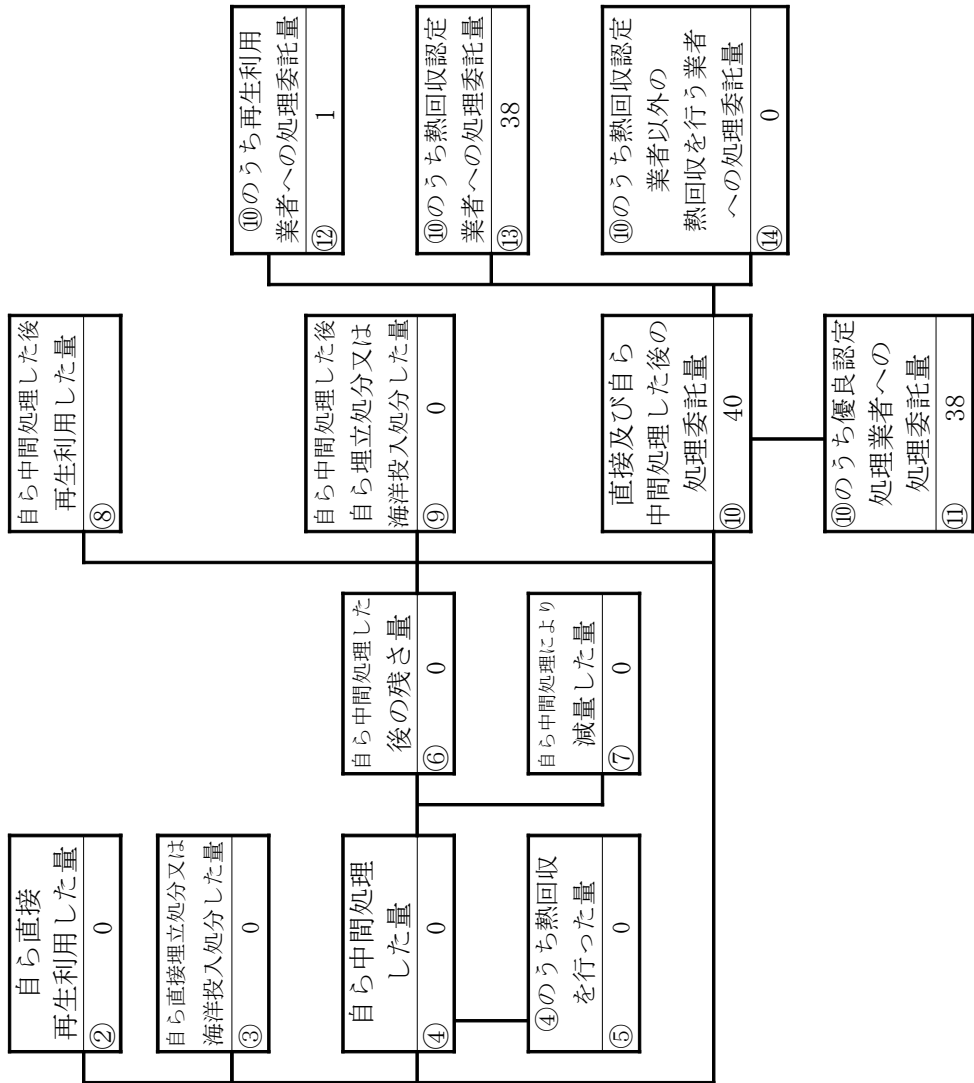 自ら直接
再生利用した量
② 0
自ら直接埋立処分又は
海洋投入処分した量
③ 0
自ら中間処理
した量
④ 0
④のうち熱回収
を行った量
⑤ 0
自ら中間処理した
後の残さ量
⑥ 0
自ら中間処理により
減量した量
⑦ 0
自ら中間処理した後
再生利用した量
⑧
自ら中間処理した後
自ら埋立処分又は
海洋投入処分した量
⑨ 0
直接及び自ら
中間処理した後の
処理委託量
⑩ 40
⑩のうち優良認定
処理業者への
処理委託量
⑪ 38
⑩のうち再生利用
業者への処理委託量
⑫ 1
⑩のうち熱回収認定
業者への処理委託量
⑬ 38
⑩のうち熱回収認定
業者以外の
熱回収を行う業者
への処理委託量
⑭ 0